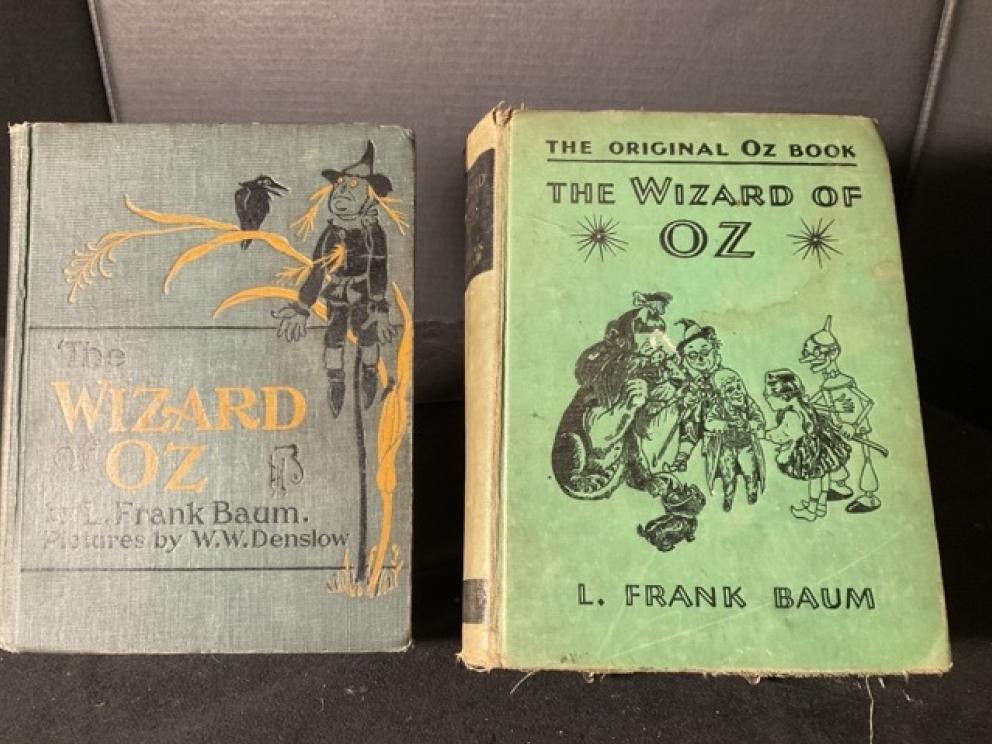 The
WIZARD
of OZ
by L. Frank Baum.
Pictures by W.W. Denslow
THE ORIGINAL OZ BOOK
THE WIZARD OF
OZ
L. FRANK BAUM